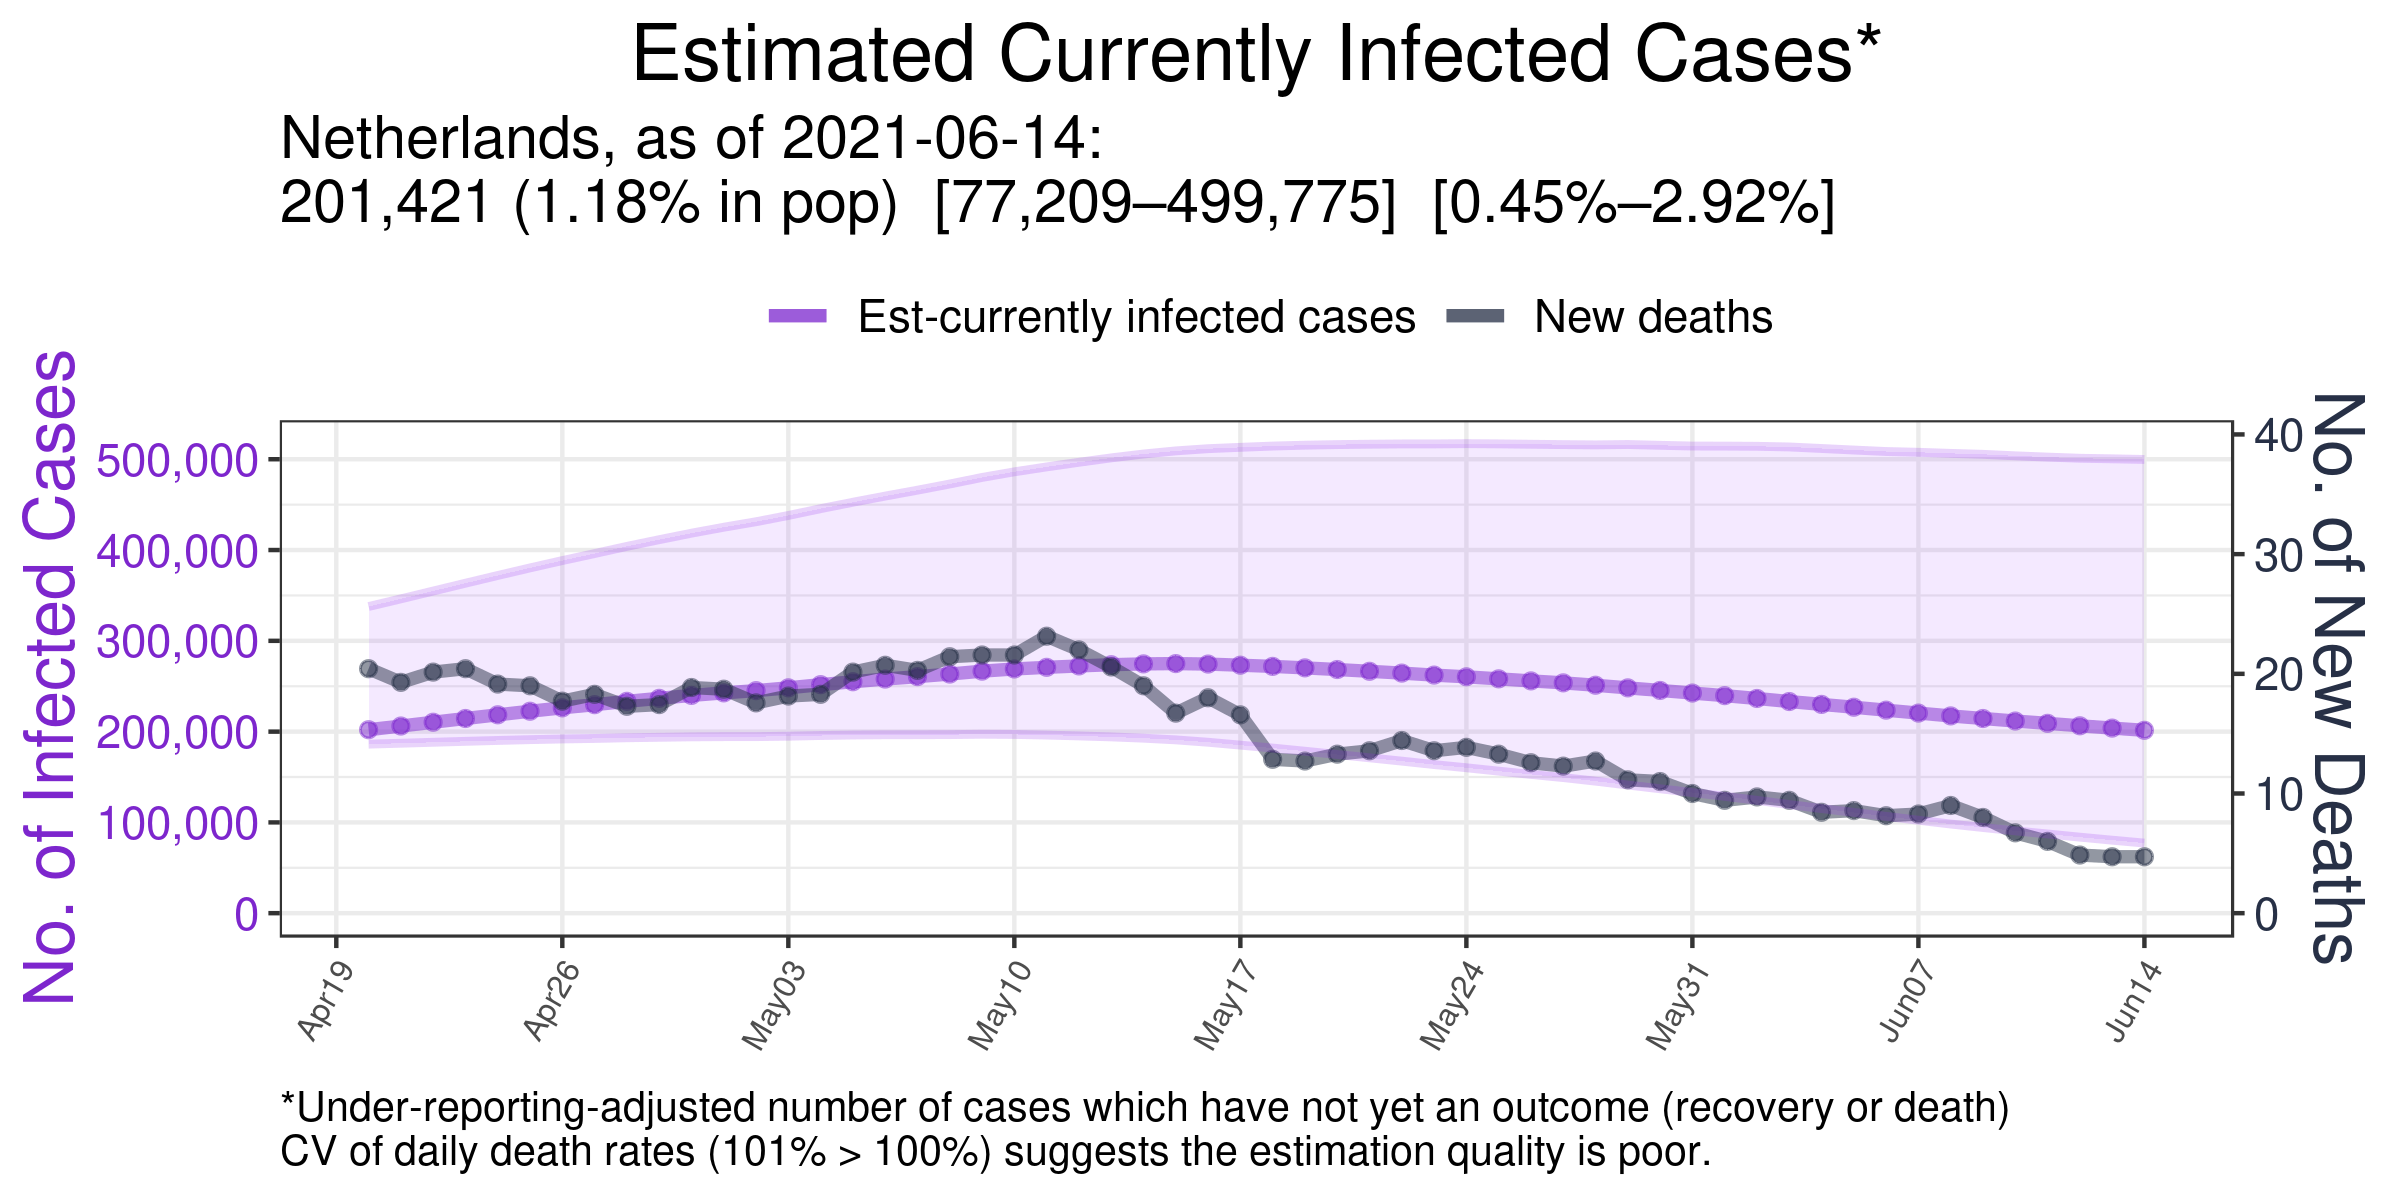 Estimated Currently Infected Cases*
Netherlands, as of 2021-06-14:
201,421 (1.18% in pop) [77,209–499,775] [0.45%–2.92%]
Est-currently infected cases
New deaths
No. of Infected Cases
500,000
400,000
300,000
200,000
100,000
0
No. of New Deaths
40
30
20
10
0
Apr19
Apr26
May03
May10
May17
May24
May31
Jun07
Jun14
*Under-reporting-adjusted number of cases which have not yet an outcome (recovery or death)
CV of daily death rates (101% > 100%) suggests the estimation quality is poor.